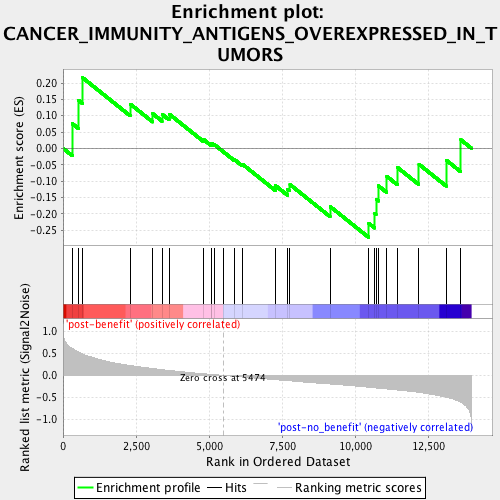 Enrichment plot:
CANCER_IMMUNITY_ANTIGENS_OVEREXPRESSED_IN_T
UMORS
Enrichment score (ES)
0.20
0.15
0.10
0.05
0.00
-0.05
-0.10
-0.15
-0.20
-0.25
'post-benefit' (positively correlated)
Ranked list metric (Signal2Noise)
1.0
0.5
0.0
-0.5
-1.0
Zero cross at 5474
'post-no_benefit' (negatively correlated)
0 2,500 5,000 7,500 10,000 12,500
Rank in Ordered Dataset
Enrichment profile Hits Ranking metric scores